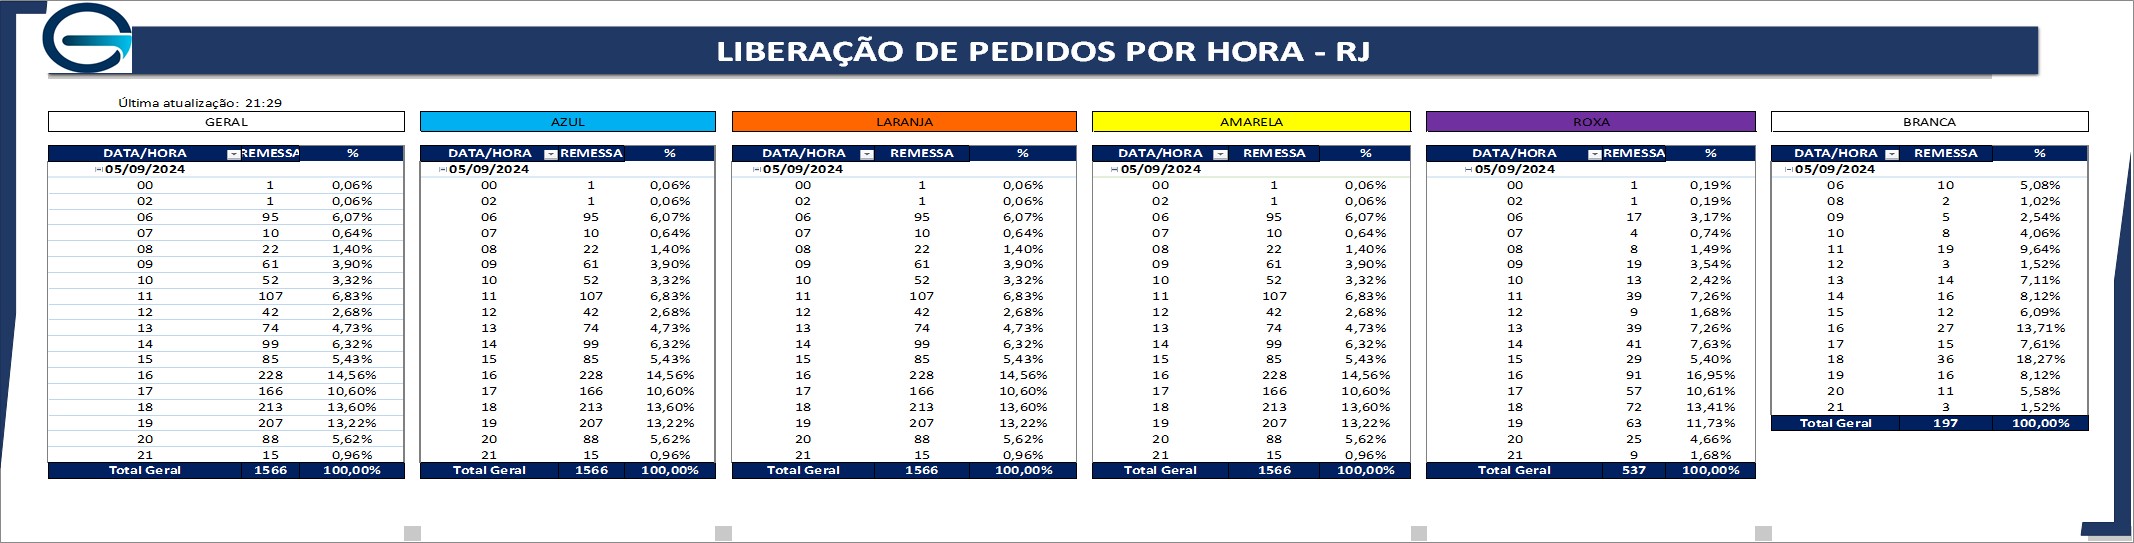 LIBERAÇÃO DE PEDIDOS POR HORA - RJ
Última atualização: 21:29
GERAL AZUL LARANJA AMARELA ROXA BRANCA
DATA/HORA REMESSA % DATA/HORA REMESSA % DATA/HORA REMESSA % DATA/HORA REMESSA % DATA/HORA REMESSA % DATA/HORA REMESSA %
05/09/2024 05/09/2024 05/09/2024 05/09/2024 05/09/2024 05/09/2024
00 1 0,06% 00 1 0,06% 00 1 0,06% 00 1 0,06% 00 1 0,19% 06 10 5,08%
02 1 0,06% 02 1 0,06% 02 1 0,06% 02 1 0,06% 02 1 0,19% 08 2 1,02%
06 95 6,07% 06 95 6,07% 06 95 6,07% 06 95 6,07% 06 17 3,17% 09 5 2,54%
07 10 0,64% 07 10 0,64% 07 10 0,64% 07 10 0,64% 07 4 0,74% 10 8 4,06%
08 22 1,40% 08 22 1,40% 08 22 1,40% 08 22 1,40% 08 8 1,49% 11 19 9,64%
09 61 3,90% 09 61 3,90% 09 61 3,90% 09 61 3,90% 09 19 3,54% 12 3 1,52%
10 52 3,32% 10 52 3,32% 10 52 3,32% 10 52 3,32% 10 13 2,42% 13 14 7,11%
11 107 6,83% 11 107 6,83% 11 107 6,83% 11 107 6,83% 11 39 7,26% 14 16 8,12%
12 42 2,68% 12 42 2,68% 12 42 2,68% 12 42 2,68% 12 9 1,68% 15 12 6,09%
13 74 4,73% 13 74 4,73% 13 74 4,73% 13 74 4,73% 13 39 7,26% 16 27 13,71%
14 99 6,32% 14 99 6,32% 14 99 6,32% 14 99 6,32% 14 41 7,63% 17 15 7,61%
15 85 5,43% 15 85 5,43% 15 85 5,43% 15 85 5,43% 15 29 5,40% 18 36 18,27%
16 228 14,56% 16 228 14,56% 16 228 14,56% 16 228 14,56% 16 91 16,95% 19 16 8,12%
17 166 10,60% 17 166 10,60% 17 166 10,60% 17 166 10,60% 17 57 10,61% 20 11 5,58%
18 213 13,60% 18 213 13,60% 18 213 13,60% 18 213 13,60% 18 72 13,41% 21 3 1,52%
19 207 13,22% 19 207 13,22% 19 207 13,22% 19 207 13,22% 19 63 11,73% Total Geral 197 100,00%
20 88 5,62% 20 88 5,62% 20 88 5,62% 20 88 5,62% 20 25 4,66%
21 15 0,96% 21 15 0,96% 21 15 0,96% 21 15 0,96% 21 9 1,68%
Total Geral 1566 100,00% Total Geral 1566 100,00% Total Geral 1566 100,00% Total Geral 1566 100,00% Total Geral 537 100,00%